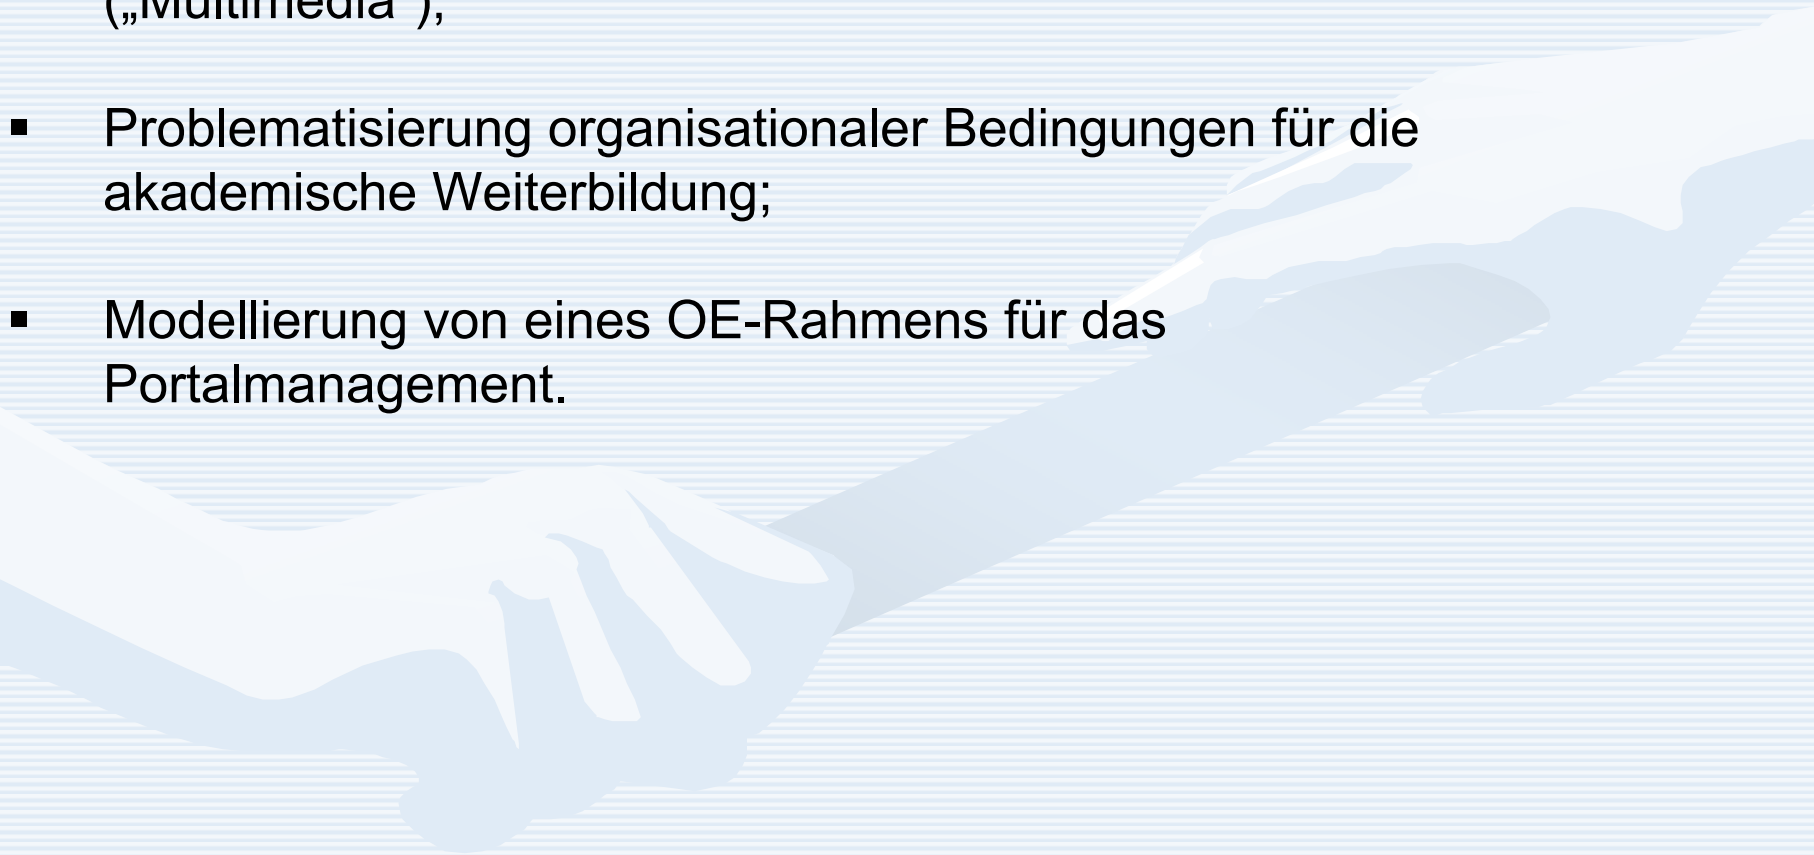 („Multimedia“);
▪ Problematisierung organisationaler Bedingungen für die
akademische Weiterbildung;
▪ Modellierung von eines OE-Rahmens für das
Portalmanagement.